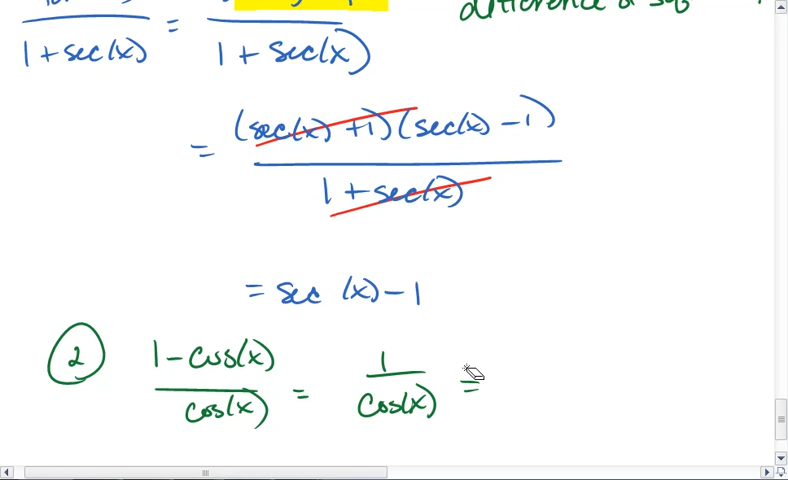 difference of sq
1 + sec(x) = 1 + sec(x)
= (sec(x) + 1)(sec(x) - 1)
1 + sec(x)
= sec (x) - 1
2 1 - cos(x) 1
cos(x) = cos(x) =